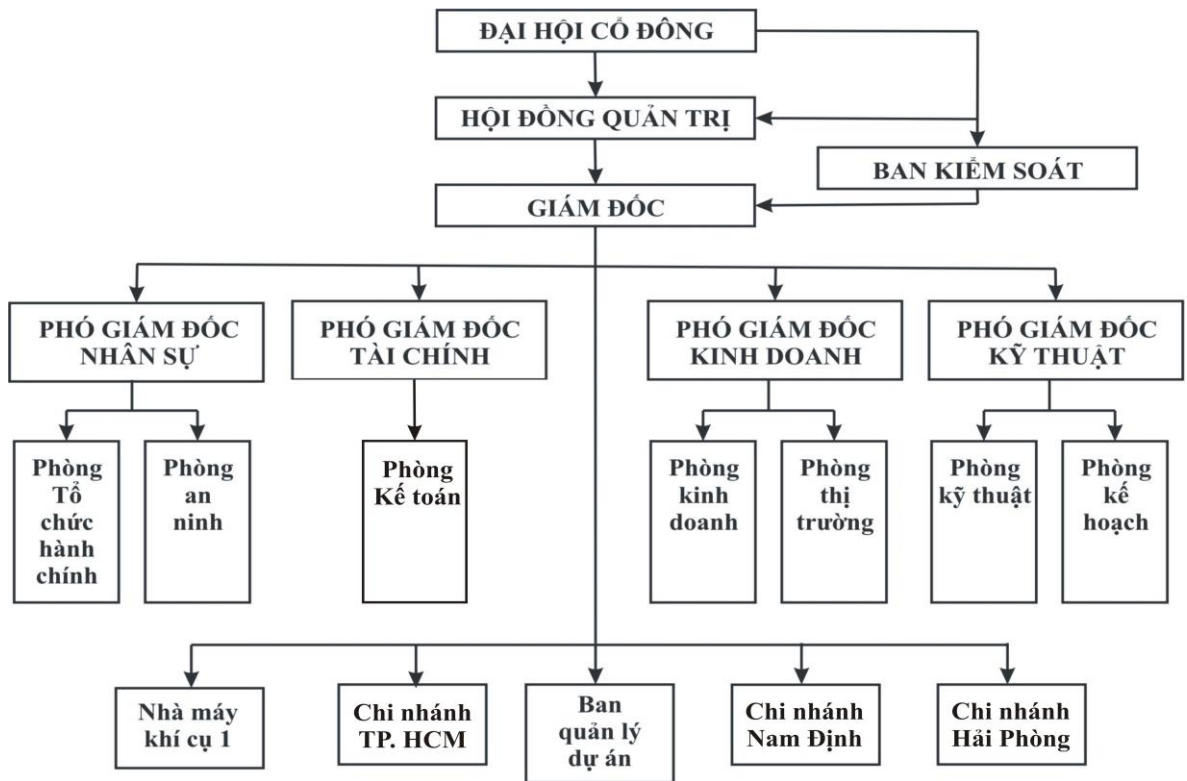 ĐẠI HỘI CỔ ĐÔNG
HỘI ĐỒNG QUẢN TRỊ
BAN KIỂM SOÁT
GIÁM ĐỐC
PHÓ GIÁM ĐỐC
NHÂN SỰ
PHÓ GIÁM ĐỐC
TÀI CHÍNH
PHÓ GIÁM ĐỐC
KINH DOANH
PHÓ GIÁM ĐỐC
KỸ THUẬT
Phòng
Tổ
chức
hành
chính
Phòng
an
ninh
Phòng
Kế toán
Phòng
kinh
doanh
Phòng
thị
trường
Phòng
kỹ thuật
Phòng
kế
hoạch
Nhà máy
khí cụ 1
Chi nhánh
TP. HCM
Ban
quản lý
dự án
Chi nhánh
Nam Định
Chi nhánh
Hải Phòng